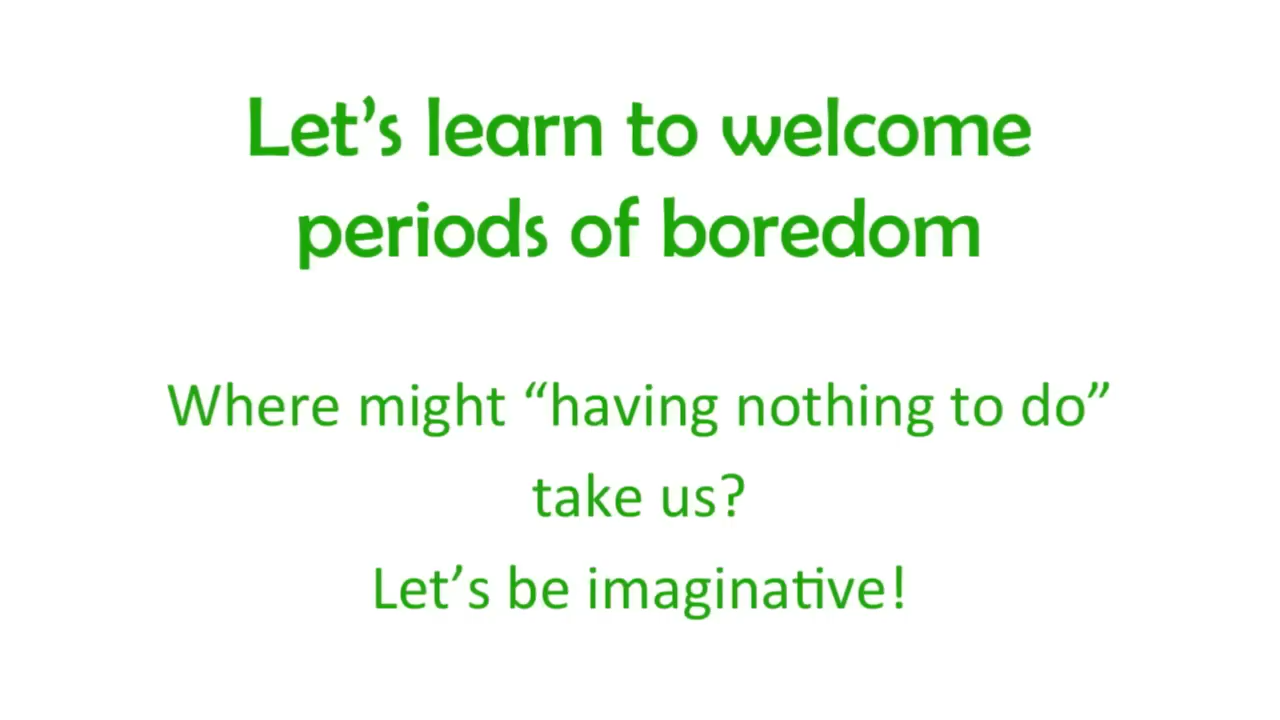 Let’s learn to welcome
periods of boredom
Where might “having nothing to do”
take us?
Let’s be imaginative!